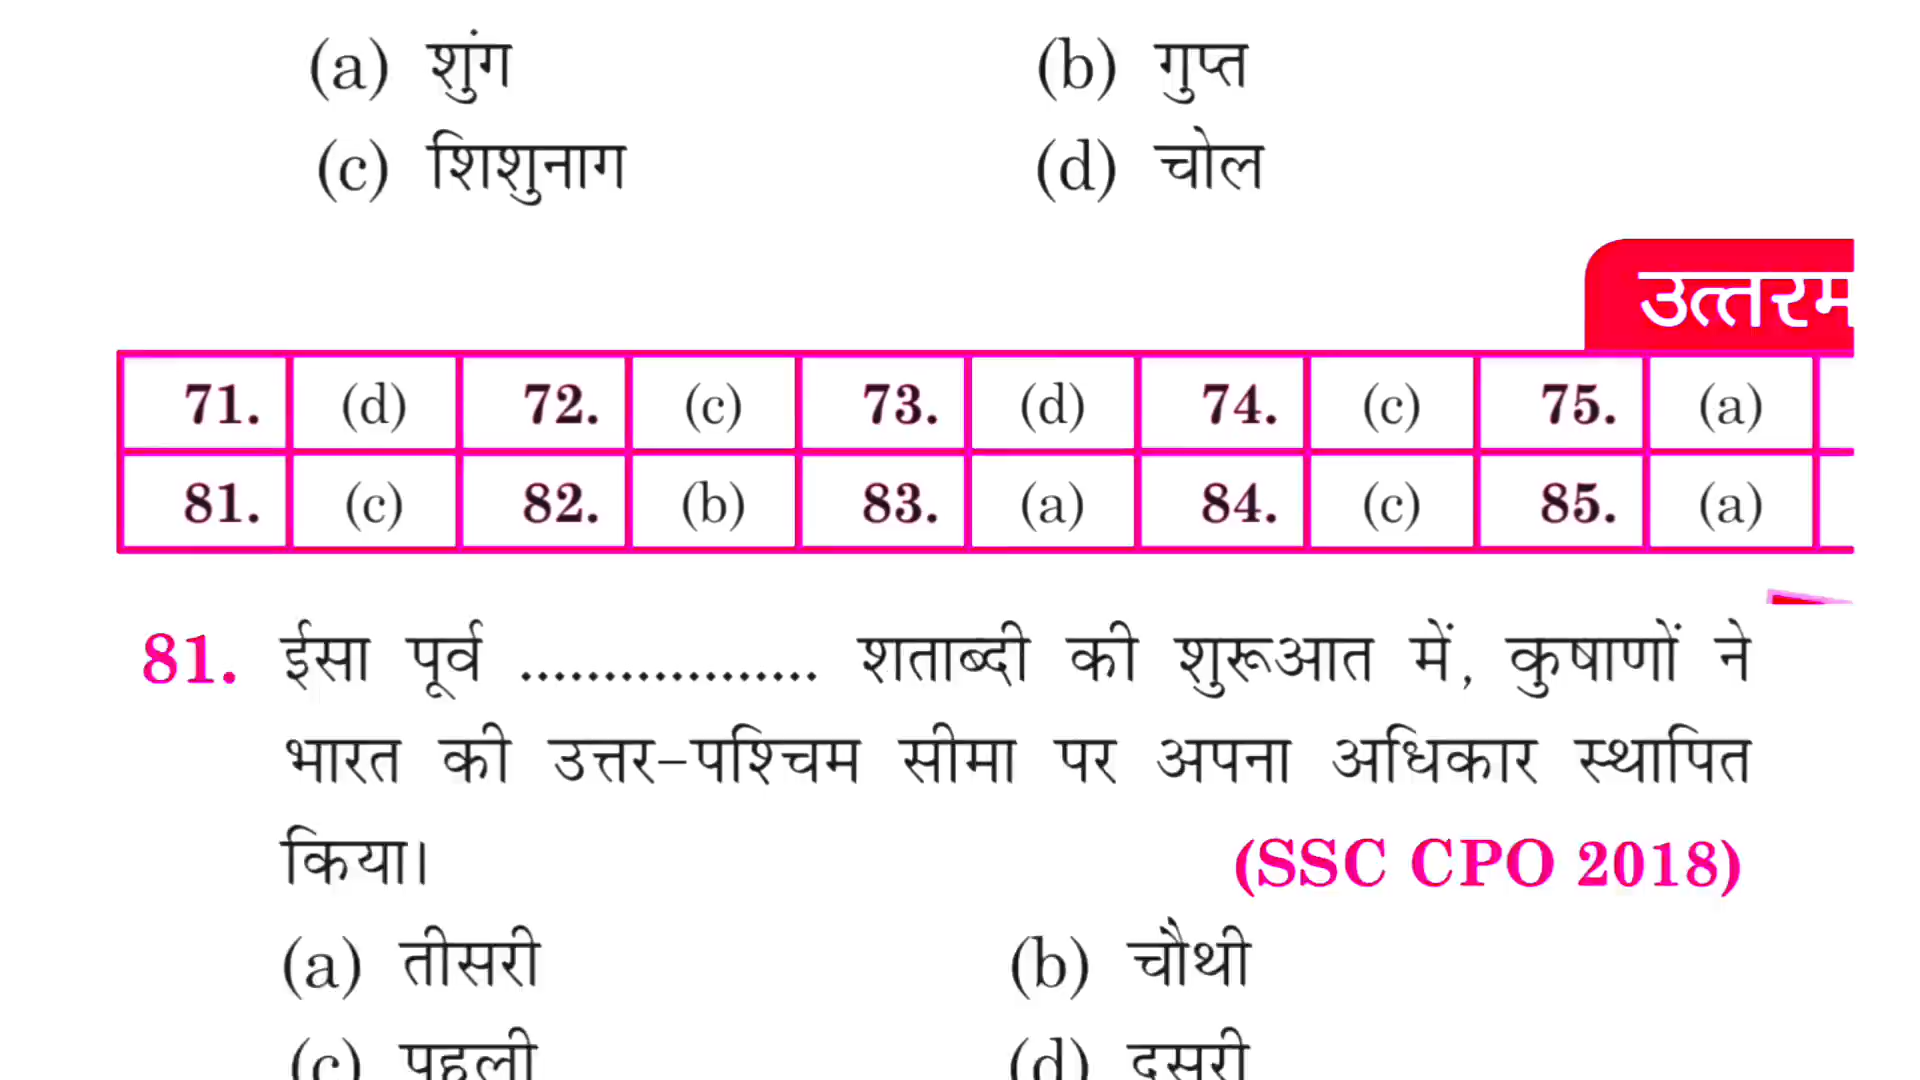 (a) शुंग (b) गुप्त
(c) शिशुनाग (d) चोल
उत्तरम
71. (d) 72. (c) 73. (d) 74. (c) 75. (a)
81. (c) 82. (b) 83. (a) 84. (c) 85. (a)
81. ईसा पूर्व .................. शताब्दी की शुरूआत में, कुषाणों ने
भारत की उत्तर-पश्चिम सीमा पर अपना अधिकार स्थापित
किया। (SSC CPO 2018)
(a) तीसरी (b) चौथी
(c) पहली (d) दूसरी